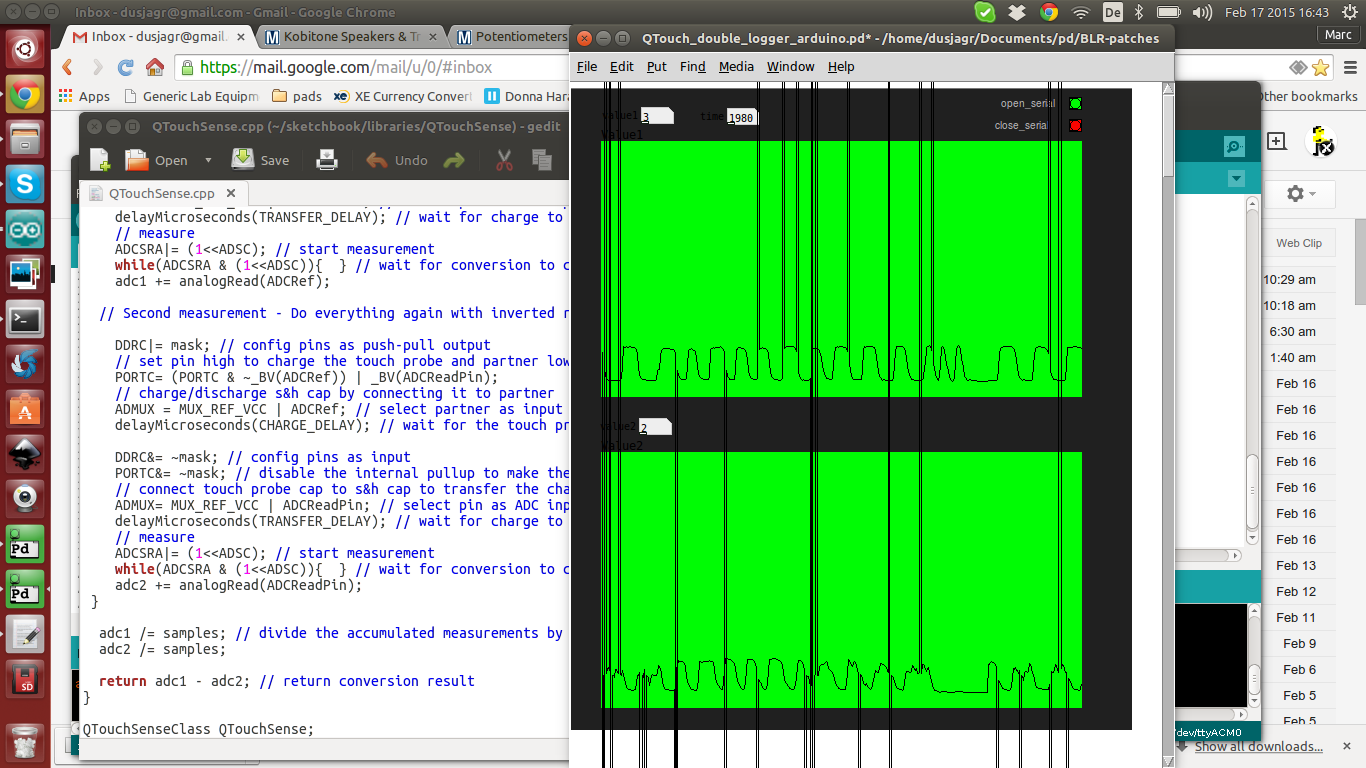 Inbox - dusjagr@gmail.com - Gmail - Google Chrome
De
Feb 17 2015 16:43
Inbox - dusjagr@gmail.
Kobitone Speakers & Tr
Potentiometers
Marc
https://mail.google.com/mail/u/0/#inbox
Apps
Generic Lab Equipm
pads
XE Currency Convert
Donna Hara
Other bookmarks
QTouch_double_logger_arduino.pd* - /home/dusjagr/Documents/pd/BLR-patches
File Edit Put Find Media Window Help
value1 3
time 1980
open_serial
close_serial
Value1
value2 2
Value2
QTouchSense.cpp (~/sketchbook/libraries/QTouchSense) - gedit
Open
Save
Undo
QTouchSense.cpp
delayMicroseconds(TRANSFER_DELAY); // wait for charge to
// measure
ADCSRA|= (1<<ADSC); // start measurement
while(ADCSRA & (1<<ADSC)){  } // wait for conversion to c
adc1 += analogRead(ADCRef);
// Second measurement - Do everything again with inverted r
DDRC|= mask; // config pins as push-pull output
// set pin high to charge the touch probe and partner low
PORTC= (PORTC & ~_BV(ADCRef)) | _BV(ADCReadPin);
// charge/discharge s&h cap by connecting it to partner
ADMUX = MUX_REF_VCC | ADCRef; // select partner as input
delayMicroseconds(CHARGE_DELAY); // wait for the touch pr
DDRC&= ~mask; // config pins as input
PORTC&= ~mask; // disable the internal pullup to make the
// connect touch probe cap to s&h cap to transfer the cha
ADMUX= MUX_REF_VCC | ADCReadPin; // select pin as ADC inp
delayMicroseconds(TRANSFER_DELAY); // wait for charge to
// measure
ADCSRA|= (1<<ADSC); // start measurement
while(ADCSRA & (1<<ADSC)){  } // wait for conversion to c
adc2 += analogRead(ADCReadPin);
}
adc1 /= samples; // divide the accumulated measurements by
adc2 /= samples;
return adc1 - adc2; // return conversion result
}
QTouchSenseClass QTouchSense;
Web Clip
10:29 am
10:18 am
6:30 am
1:40 am
Feb 16
Feb 16
Feb 16
Feb 16
Feb 16
Feb 16
Feb 16
Feb 13
Feb 12
Feb 11
Feb 9
Feb 6
Feb 5
Feb 5
/dev/ttyACM0
Show all downloads...
Pd
Pd
SD